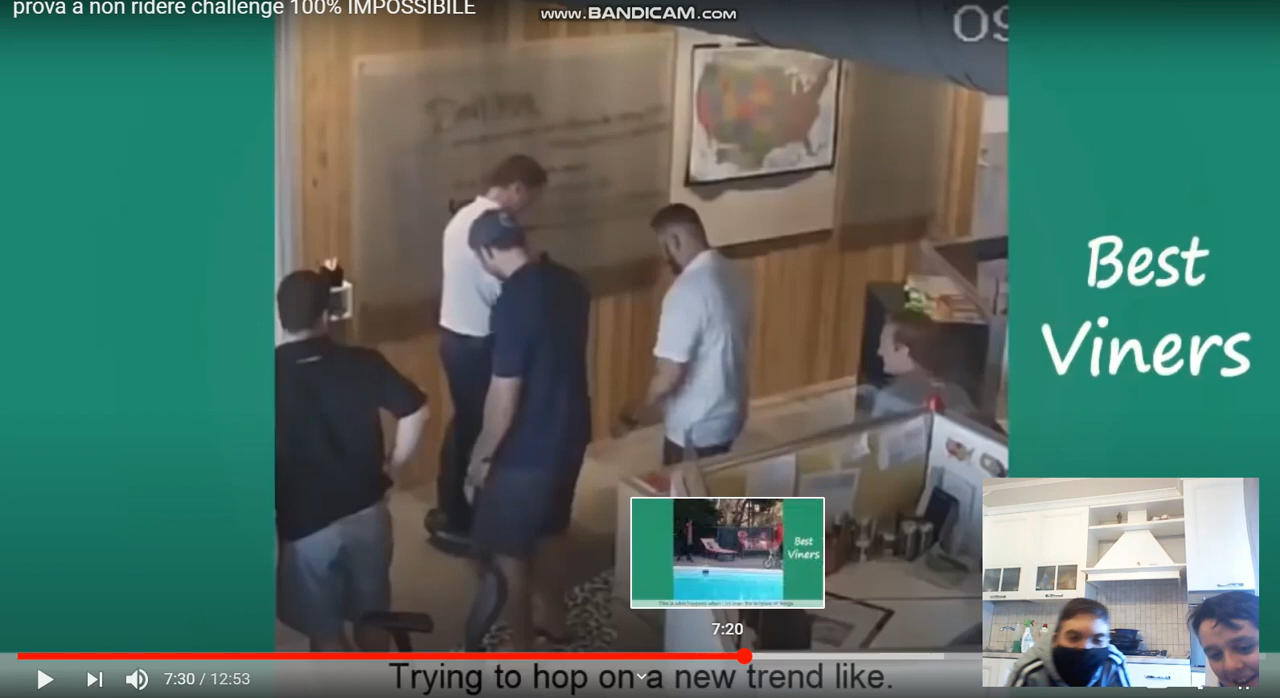 prova a non ridere challenge 100% IMPOSSIBILE
www.BANDICAM.com
09
Best
Viners
Best
Viners
7:20
7:30 / 12:53
Trying to hop on a new trend like.